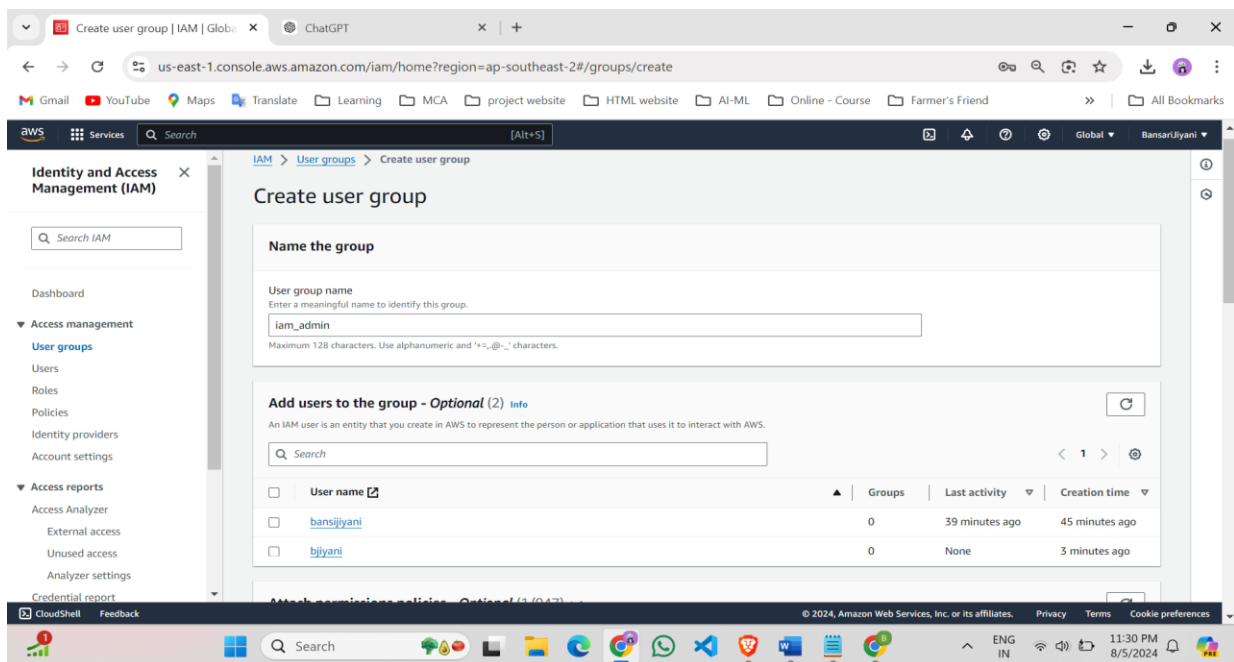 Create user group | IAM | Globa
ChatGPT
us-east-1.console.aws.amazon.com/iam/home?region=ap-southeast-2#/groups/create
Gmail YouTube Maps Translate Learning MCA project website HTML website AI-ML Online - Course Farmer's Friend » All Bookmarks
aws Services Search [Alt+S] Global BansariJiyani
Identity and Access
Management (IAM)
Search IAM
Dashboard
Access management
User groups
Users
Roles
Policies
Identity providers
Account settings
Access reports
Access Analyzer
External access
Unused access
Analyzer settings
Credential report
IAM > User groups > Create user group
Create user group
Name the group
User group name
Enter a meaningful name to identify this group.
iam_admin
Maximum 128 characters. Use alphanumeric and '+=,.@-_' characters.
Add users to the group - Optional (2) Info
An IAM user is an entity that you create in AWS to represent the person or application that uses it to interact with AWS.
Search
< 1 >
User name Groups Last activity Creation time
bansijiyani 0 39 minutes ago 45 minutes ago
bjiyani 0 None 3 minutes ago
Attach permissions policies - Optional (1/947)
CloudShell Feedback © 2024, Amazon Web Services, Inc. or its affiliates. Privacy Terms Cookie preferences
1
Search
PRE
ENG
IN
11:30 PM
8/5/2024